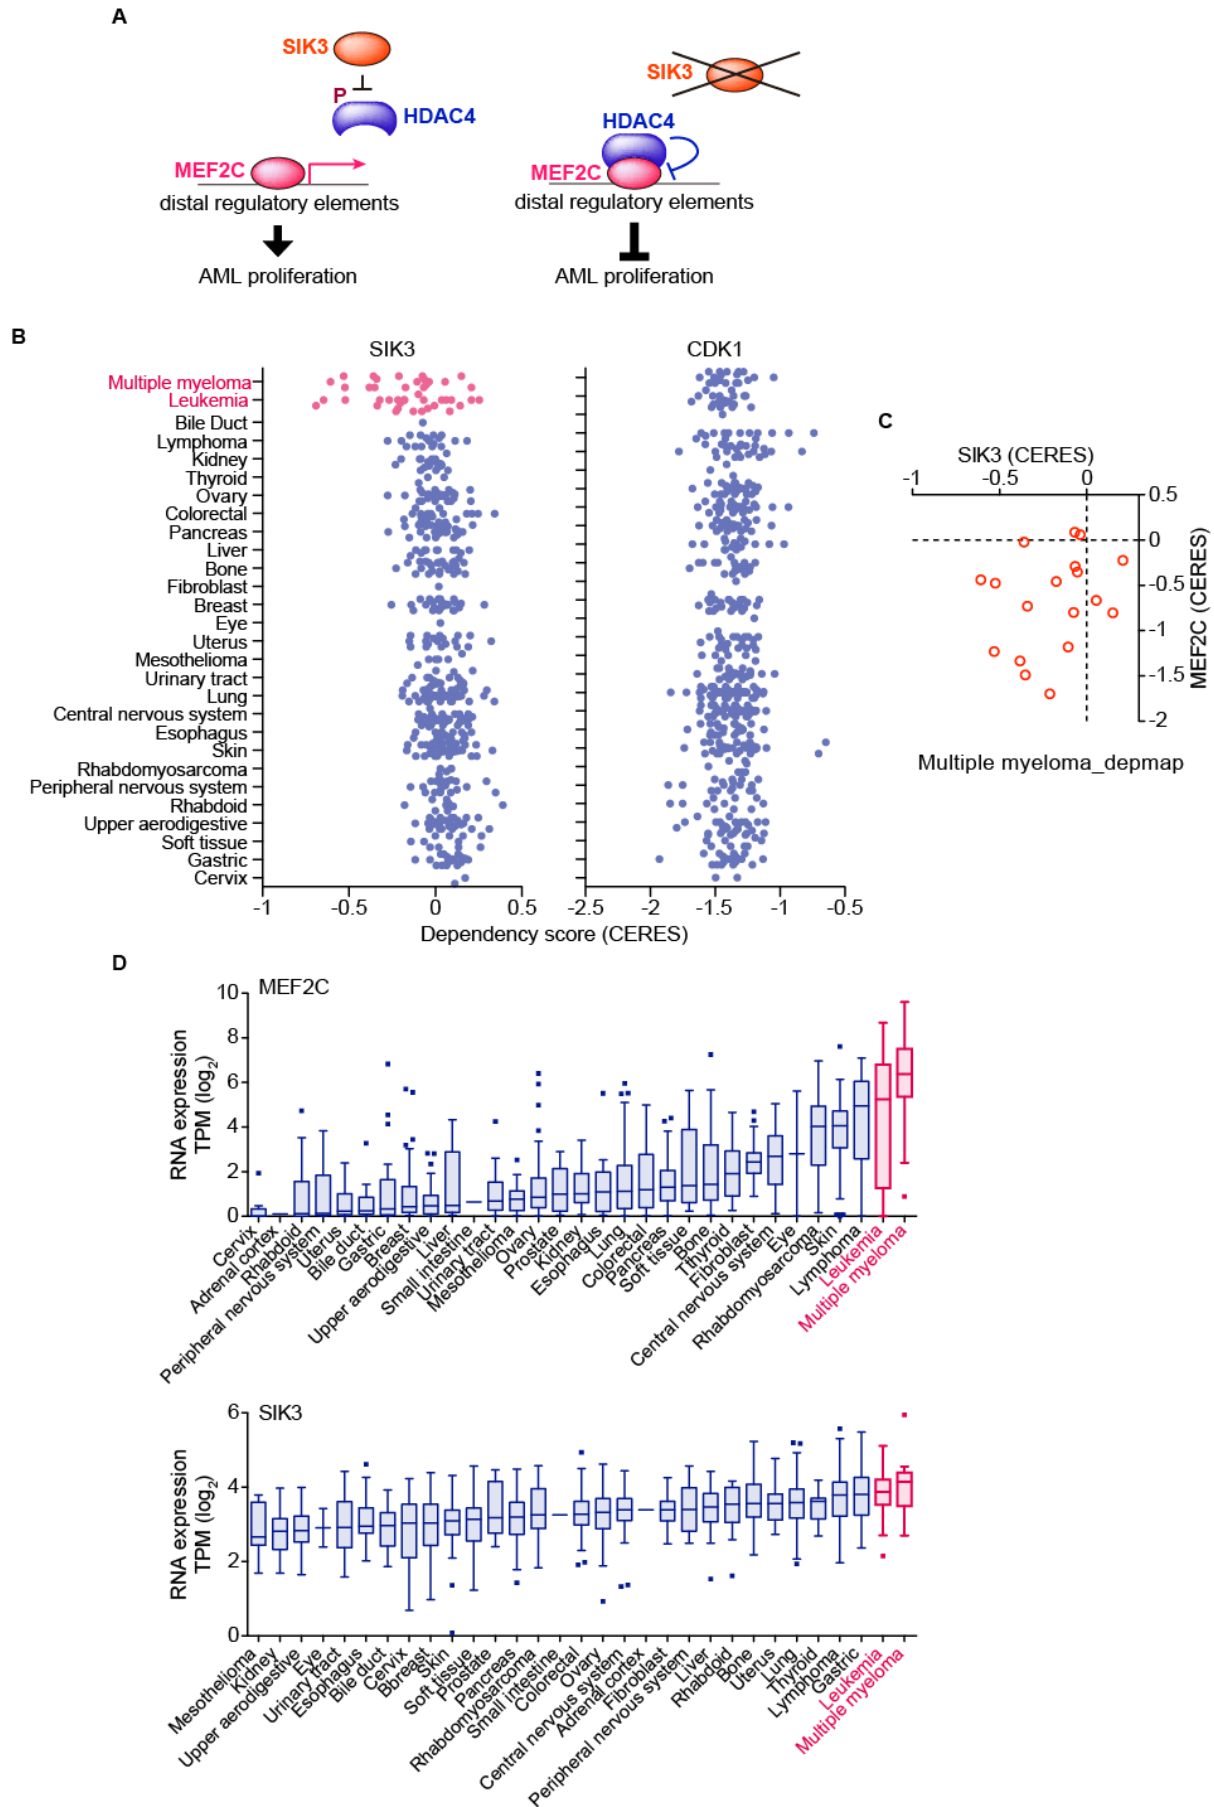 A
SIK3
P
HDAC4
MEF2C
distal regulatory elements
AML proliferation
SIK3
HDAC4
MEF2C
distal regulatory elements
AML proliferation
B
SIK3
CDK1
Multiple myeloma
Leukemia
Bile Duct
Lymphoma
Kidney
Thyroid
Ovary
Colorectal
Pancreas
Liver
Bone
Fibroblast
Breast
Eye
Uterus
Mesothelioma
Urinary tract
Lung
Central nervous system
Esophagus
Skin
Rhabdomyosarcoma
Peripheral nervous system
Rhabdoid
Upper aerodigestive
Soft tissue
Gastric
Cervix
-1 -0.5 0 0.5
-2.5 -2 -1.5 -1 -0.5
Dependency score (CERES)
C
SIK3 (CERES)
-1 -0.5 0
0.5
0
-0.5
-1
-1.5
-2
MEF2C (CERES)
Multiple myeloma_depmap
D
MEF2C
RNA expression
TPM (log2)
10
8
6
4
2
0
Cervix
Adrenal cortex
Rhabdoid
Peripheral nervous system
Uterus
Bile duct
Gastric
Breast
Upper aerodigestive
Liver
Small intestine
Urinary tract
Mesothelioma
Ovary
Prostate
Kidney
Esophagus
Lung
Colorectal
Pancreas
Soft tissue
Bone
Thyroid
Fibroblast
Central nervous system
Eye
Rhabdomyosarcoma
Skin
Lymphoma
Leukemia
Multiple myeloma
SIK3
RNA expression
TPM (log2)
6
4
2
0
Mesothelioma
Kidney
Upper aerodigestive
Eye
Urinary tract
Esophagus
Bile duct
Cervix
Bbreast
Skin
Soft tissue
Prostate
Pancreas
Rhabdomyosarcoma
Small intestine
Colorectal
Ovary
Central nervous system
Adrenal cortex
Fibroblast
Peripheral nervous system
Liver
Rhabdoid
Bone
Uterus
Lung
Thyroid
Lymphoma
Gastric
Leukemia
Multiple myeloma